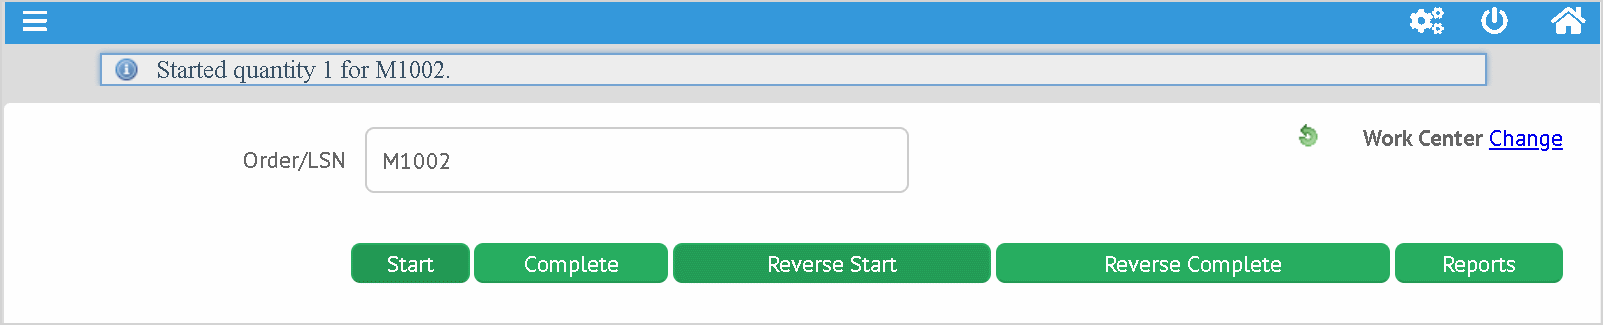 Started quantity 1 for M1002.
Work Center Change
Order/LSN M1002
Start Complete Reverse Start Reverse Complete Reports